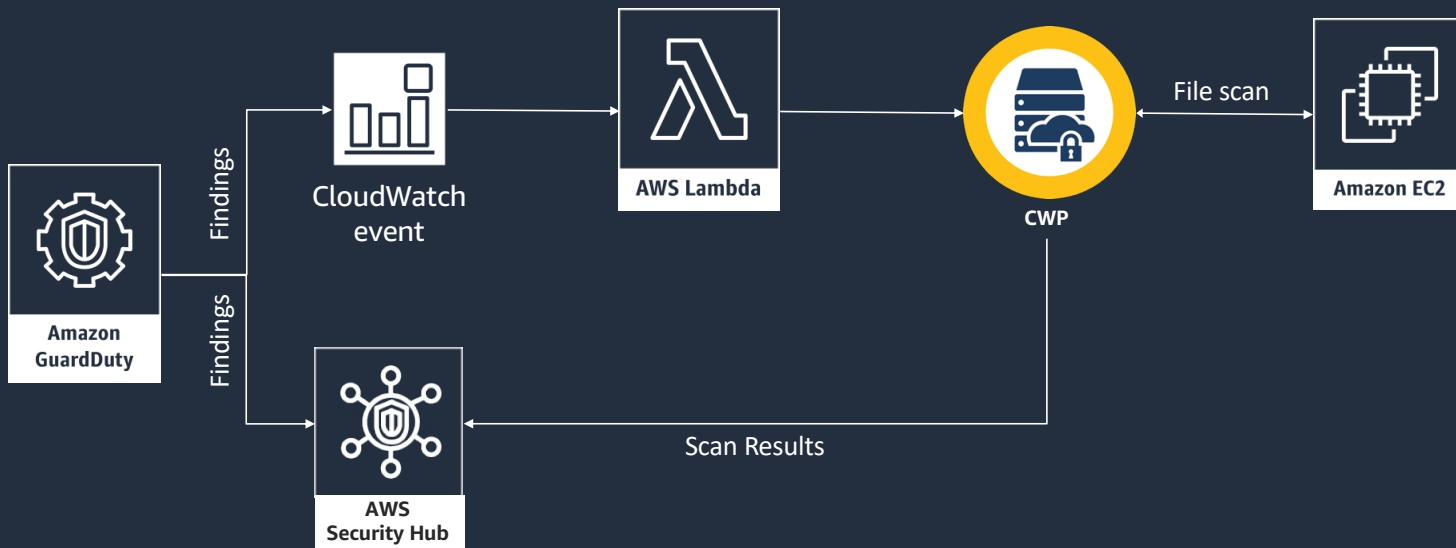 File scan
AWS Lambda
Amazon EC2
Findings
CloudWatch
event
CWP
Amazon
GuardDuty
Findings
Scan Results
AWS
Security Hub